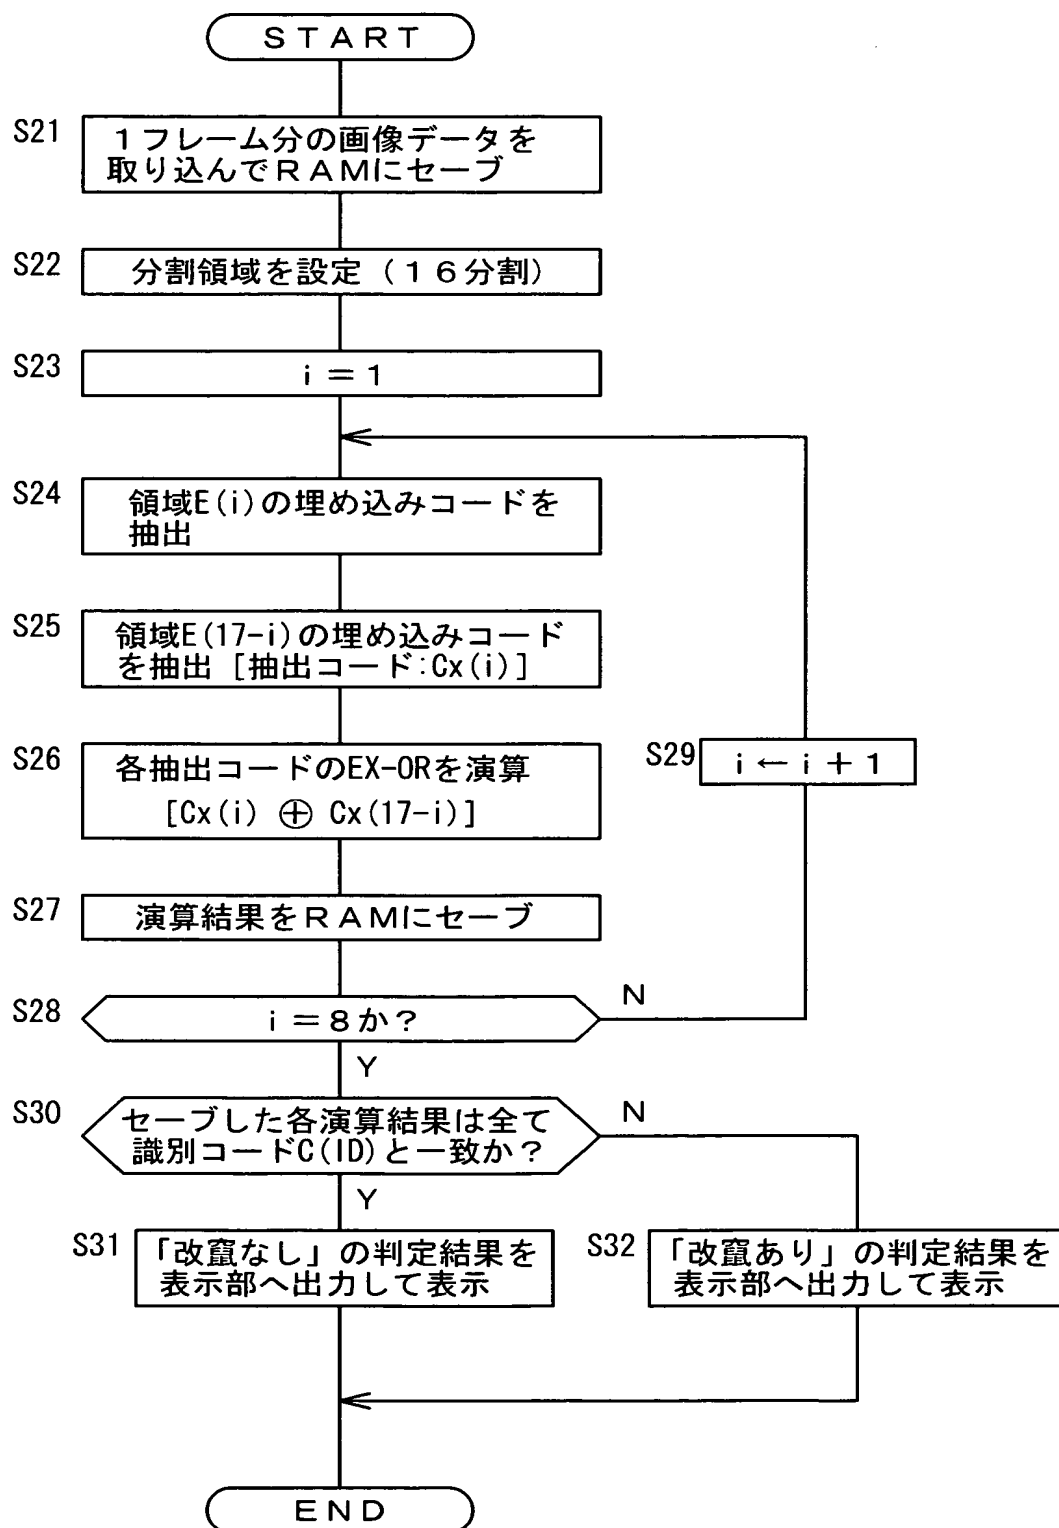 START
S21
1フレーム分の画像データを
取り込んでRAMにセーブ
S22
分割領域を設定（16分割）
S23
i＝1
S24
領域E(i)の埋め込みコードを
抽出
S25
領域E(17-i)の埋め込みコード
を抽出［抽出コード:Cx(i)］
S26
各抽出コードのEX-ORを演算
[Cx(i) ⊕ Cx(17-i)]
S29
i←i＋1
S27
演算結果をRAMにセーブ
S28
i＝8か？
N
Y
S30
セーブした各演算結果は全て
識別コードC(ID)と一致か？
N
Y
S31
「改竄なし」の判定結果を
表示部へ出力して表示
S32
「改竄あり」の判定結果を
表示部へ出力して表示
END